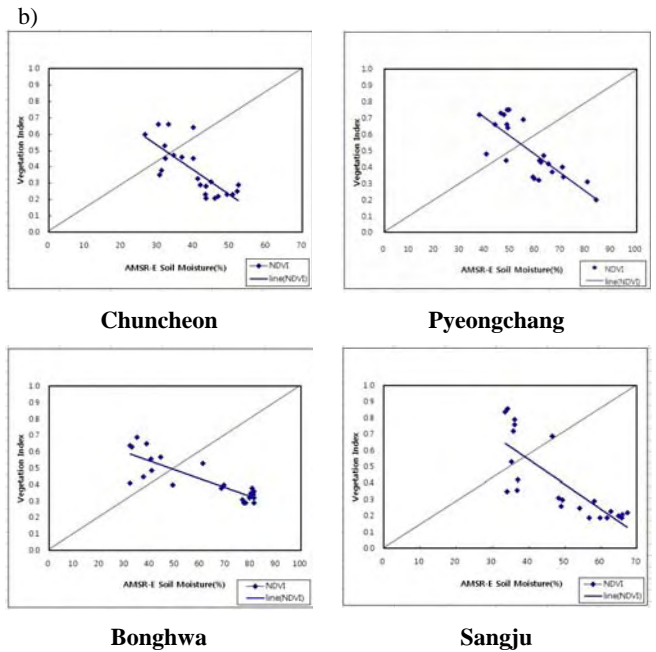 b)
1.0
0.9
0.8
0.7
0.6
0.5
0.4
0.3
0.2
0.1
0.0
Vegetation Index
0 10 20 30 40 50 60 70
AMSR-E Soil Moisture(%)
NDVI
line(NDVI)
Chuncheon
1.0
0.9
0.8
0.7
0.6
0.5
0.4
0.3
0.2
0.1
0.0
Vegetation Index
0 10 20 30 40 50 60 70 80 90 100
AMSR-E Soil Moisture(%)
NDVI
line(NDVI)
Pyeongchang
1.0
0.9
0.8
0.7
0.6
0.5
0.4
0.3
0.2
0.1
0.0
Vegetation Index
0 10 20 30 40 50 60 70 80 90 100
AMSR-E Soil Moisture(%)
NDVI
line(NDVI)
Bonghwa
1.0
0.9
0.8
0.7
0.6
0.5
0.4
0.3
0.2
0.1
0.0
Vegetation Index
0 10 20 30 40 50 60 70
AMSR-E Soil Moisture(%)
NDVI
line(NDVI)
Sangju